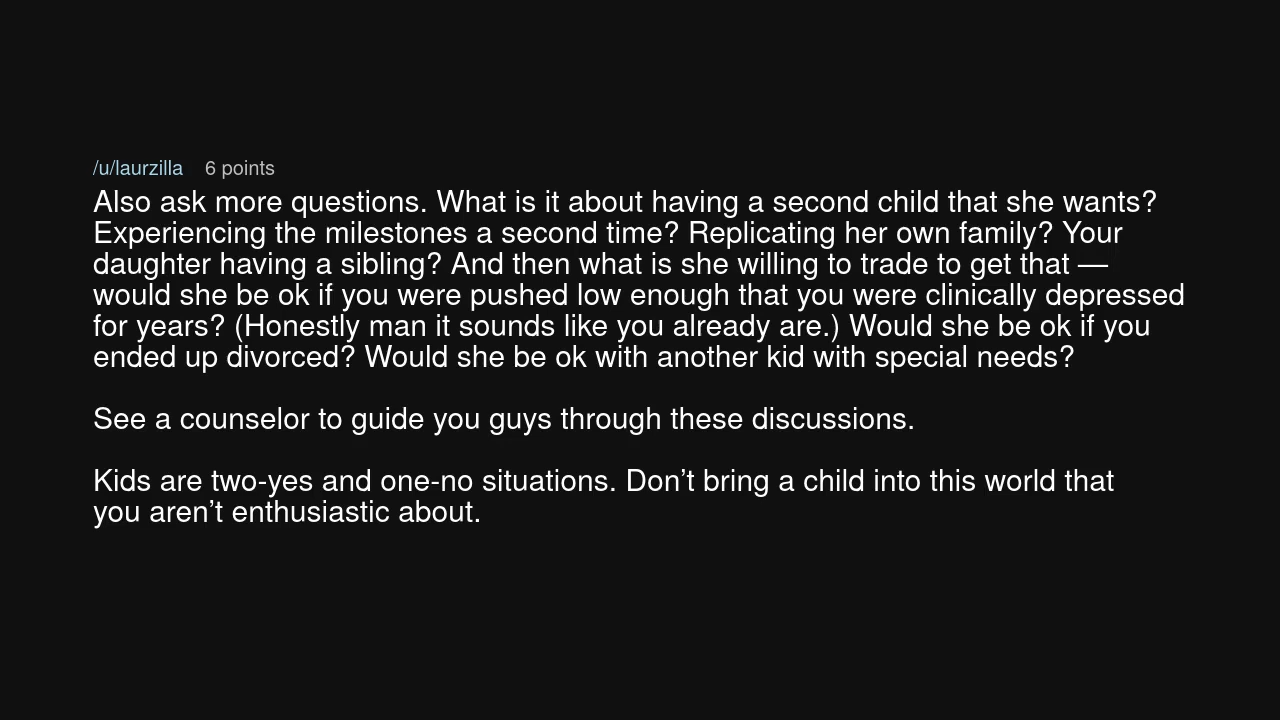 /u/laurzilla 6 points
Also ask more questions. What is it about having a second child that she wants?
Experiencing the milestones a second time? Replicating her own family? Your
daughter having a sibling? And then what is she willing to trade to get that —
would she be ok if you were pushed low enough that you were clinically depressed
for years? (Honestly man it sounds like you already are.) Would she be ok if you
ended up divorced? Would she be ok with another kid with special needs?
See a counselor to guide you guys through these discussions.
Kids are two-yes and one-no situations. Don’t bring a child into this world that
you aren’t enthusiastic about.